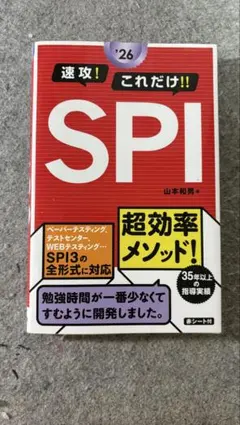 '26
速攻！ これだけ!!
SPI
山本和男 著
ペーパーテスティング、
テストセンター、
WEBテスティング…
SPI3の
全形式に対応
超効率
メソッド！
35年以上
の
指導実績
勉強時間が一番少なくて
すむように開発しました。
赤シート付